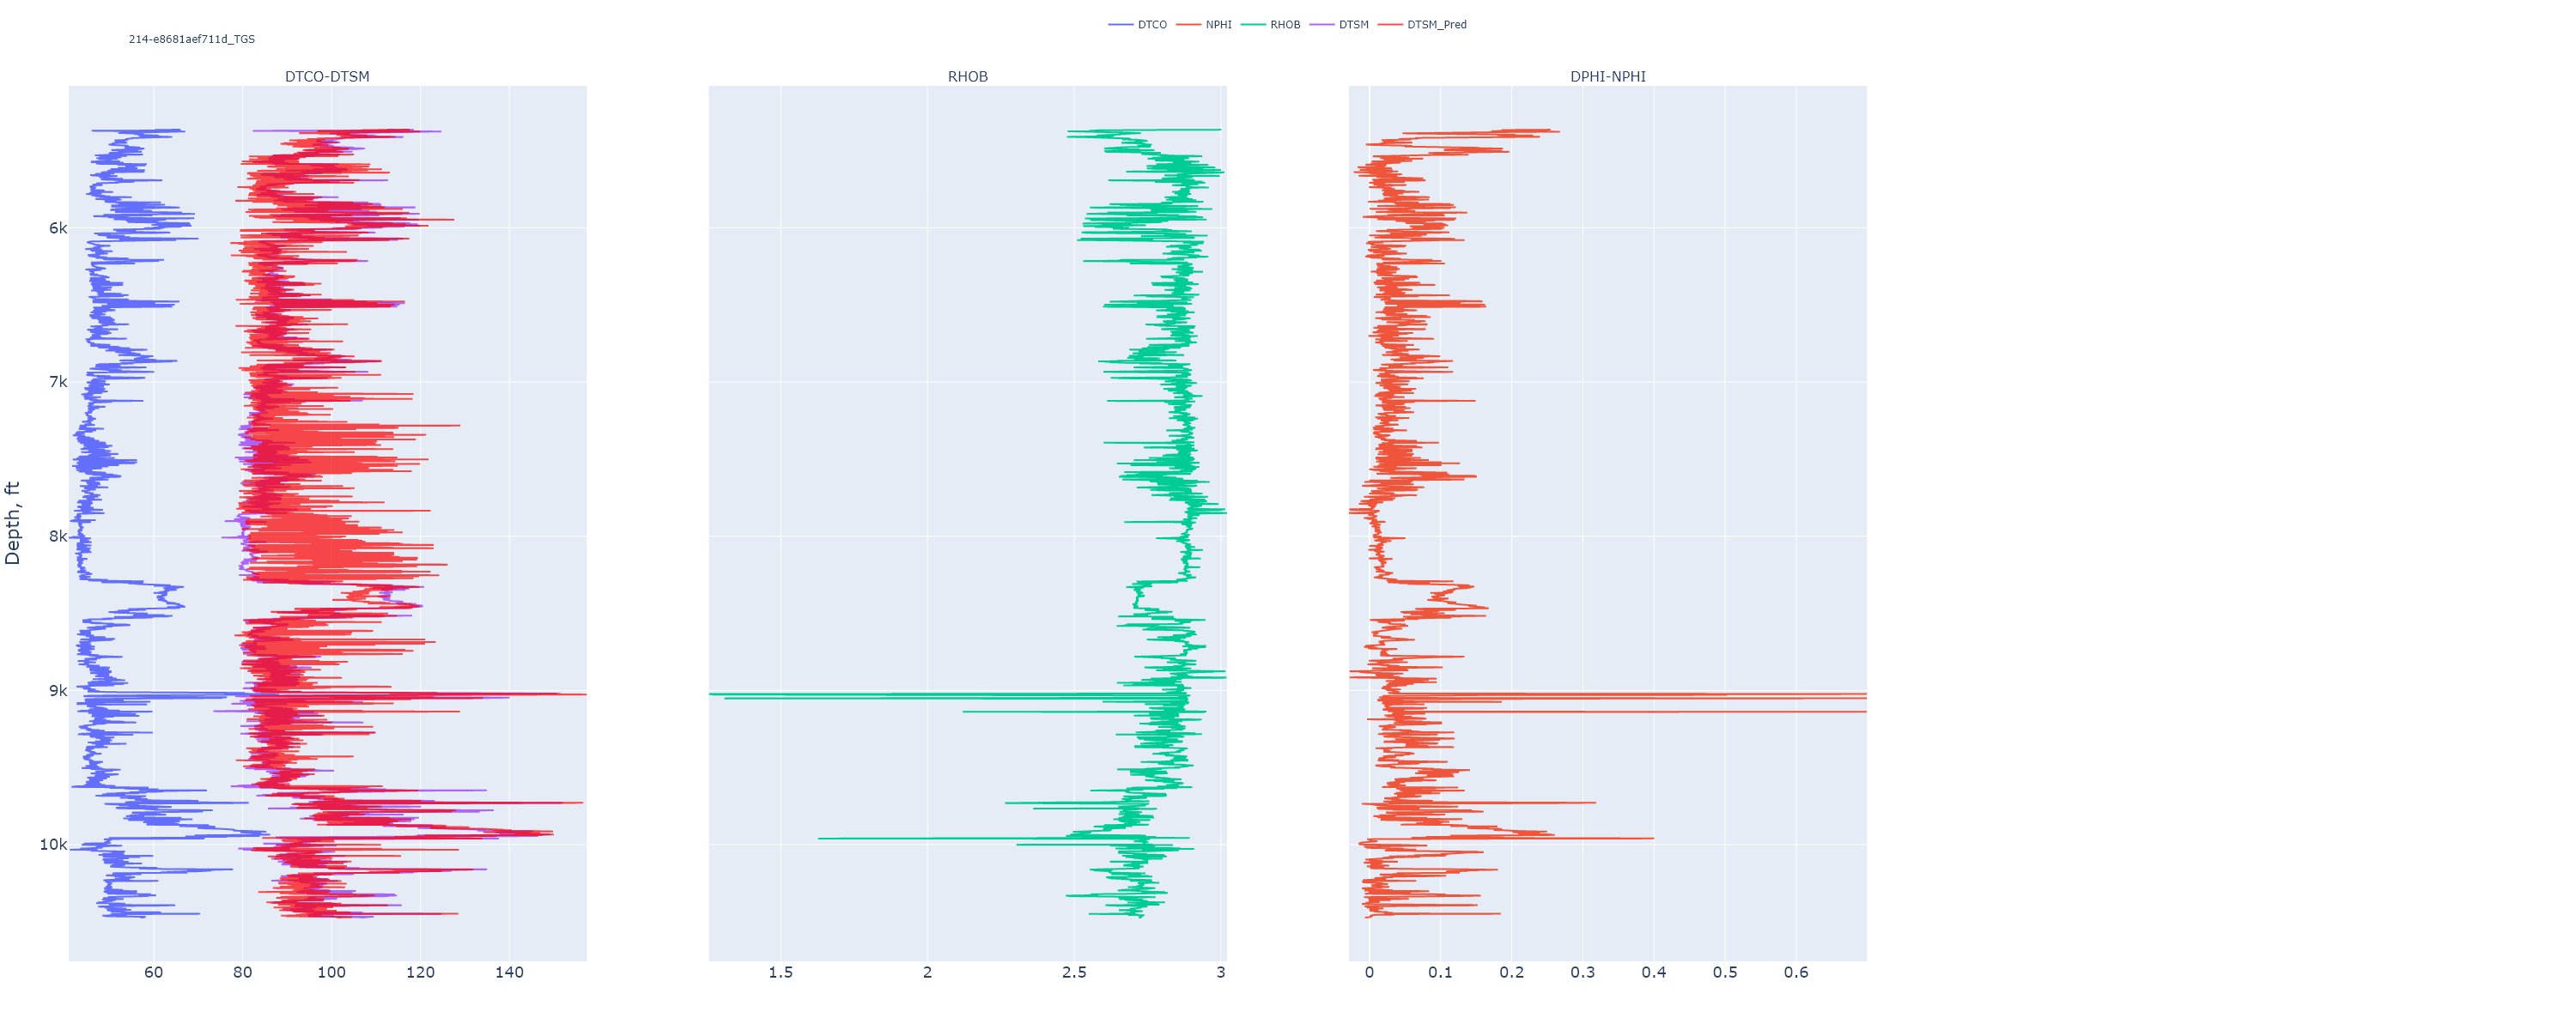 DTCO NPHI RHOB DTSM DTSM_Pred
214-e8681aef711d_TGS
DTCO-DTSM RHOB DPHI-NPHI
Depth, ft
6k
7k
8k
9k
10k
60 80 100 120 140
1.5 2 2.5 3
0 0.1 0.2 0.3 0.4 0.5 0.6